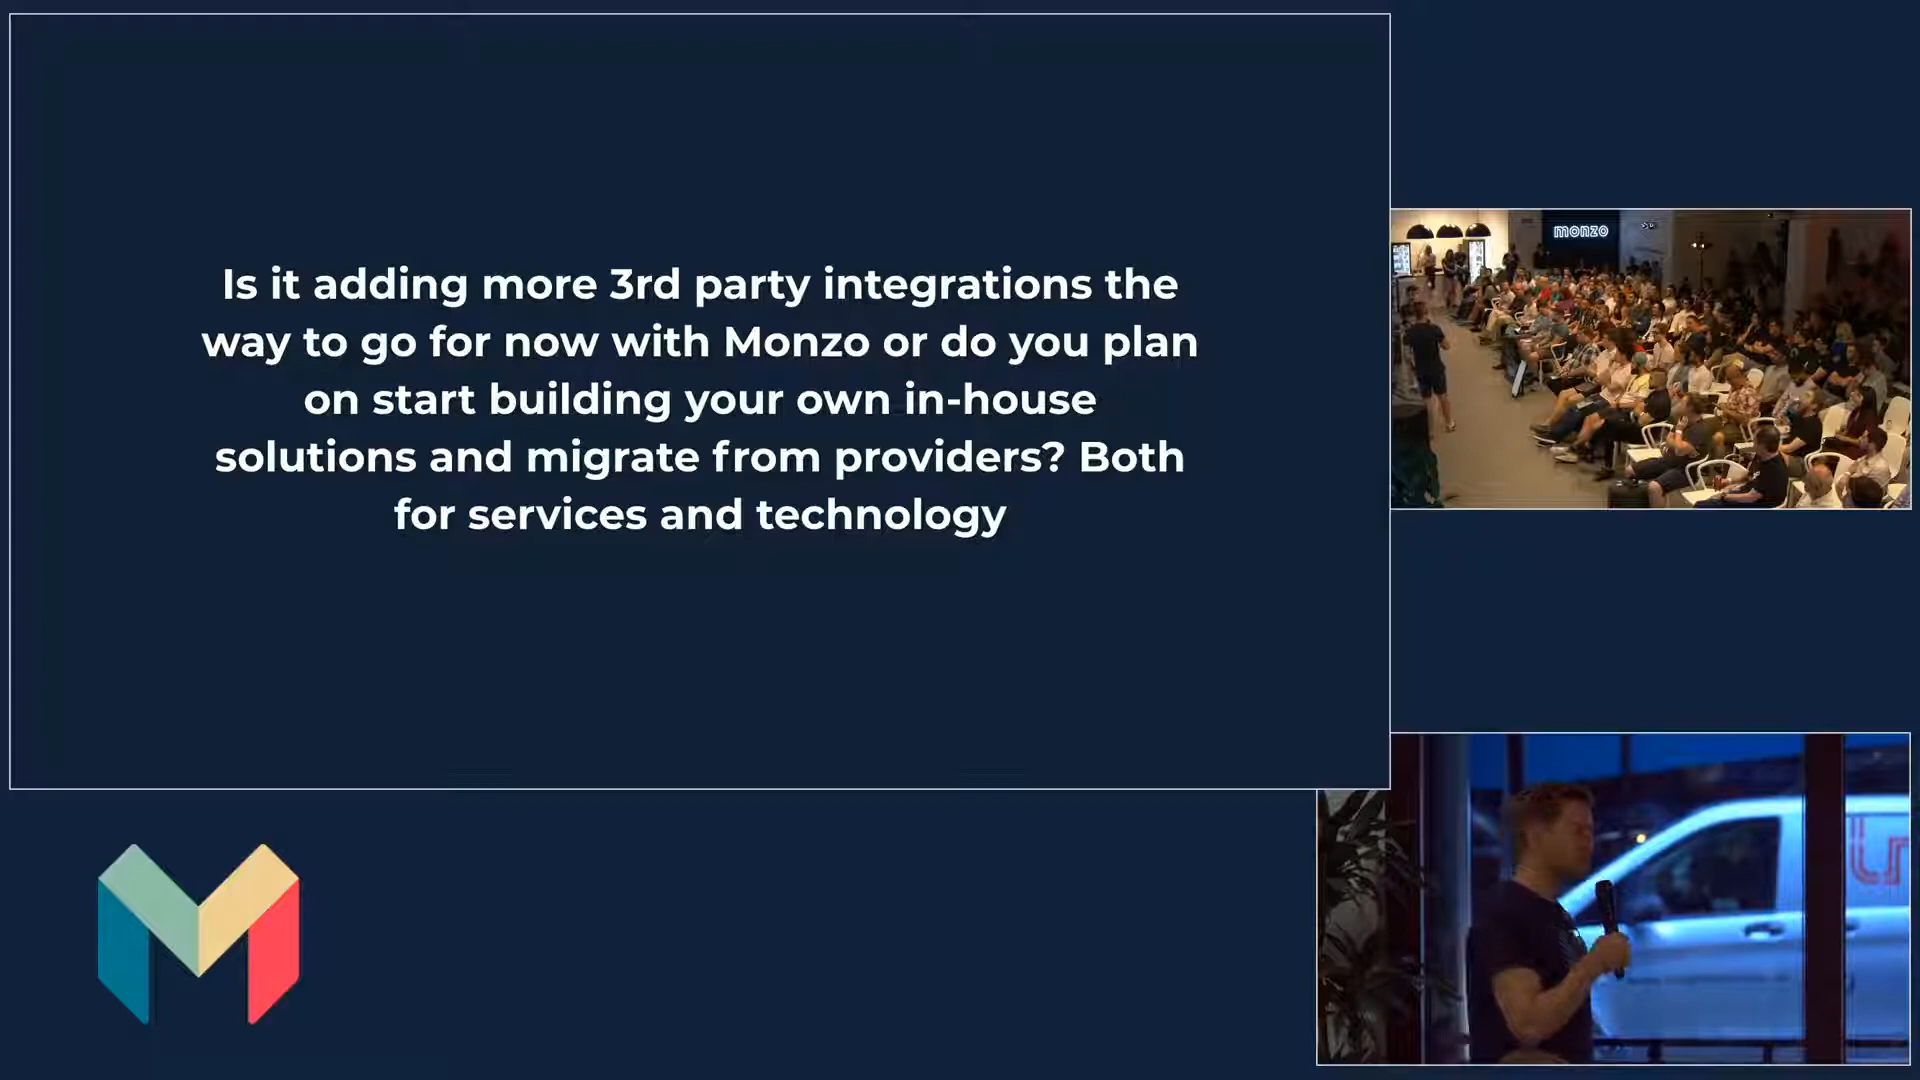 Is it adding more 3rd party integrations the
way to go for now with Monzo or do you plan
on start building your own in-house
solutions and migrate from providers? Both
for services and technology
monzo